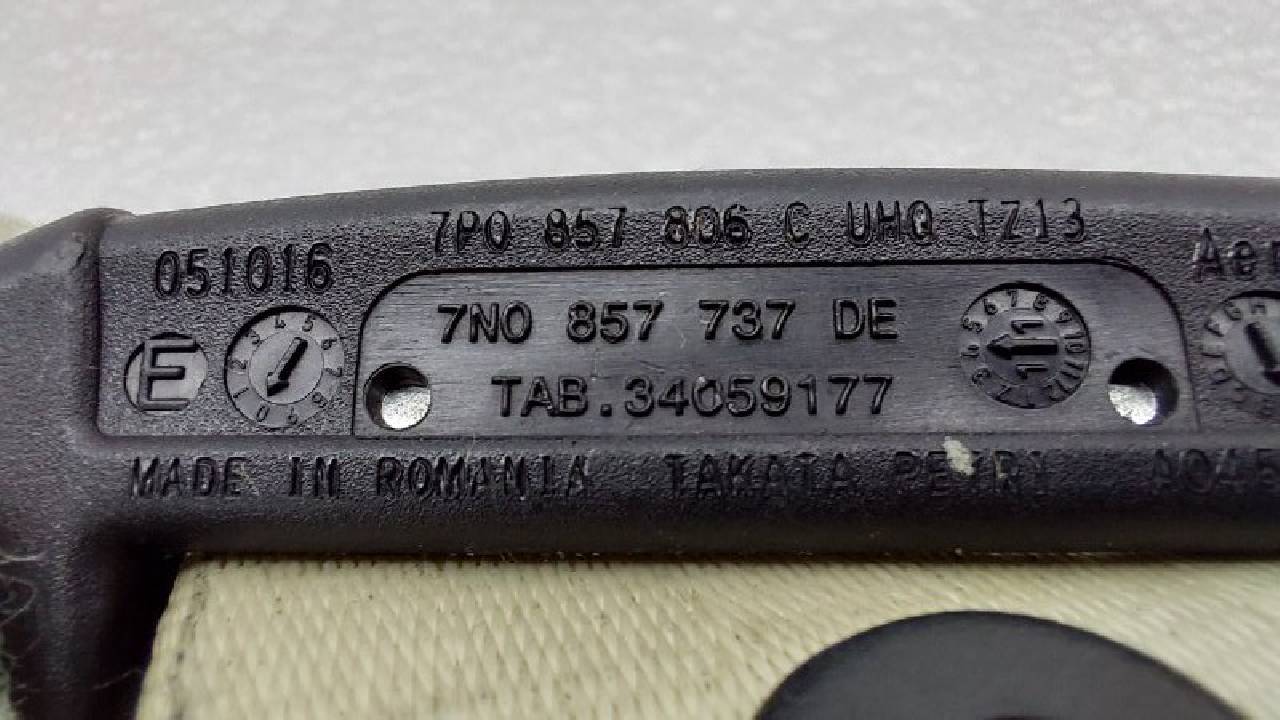 7P0 857 806 C UHQ TZ13
051016
7N0 857 737 DE
E
TAB.34059177
MADE IN ROMANIA TAKATA PETRI